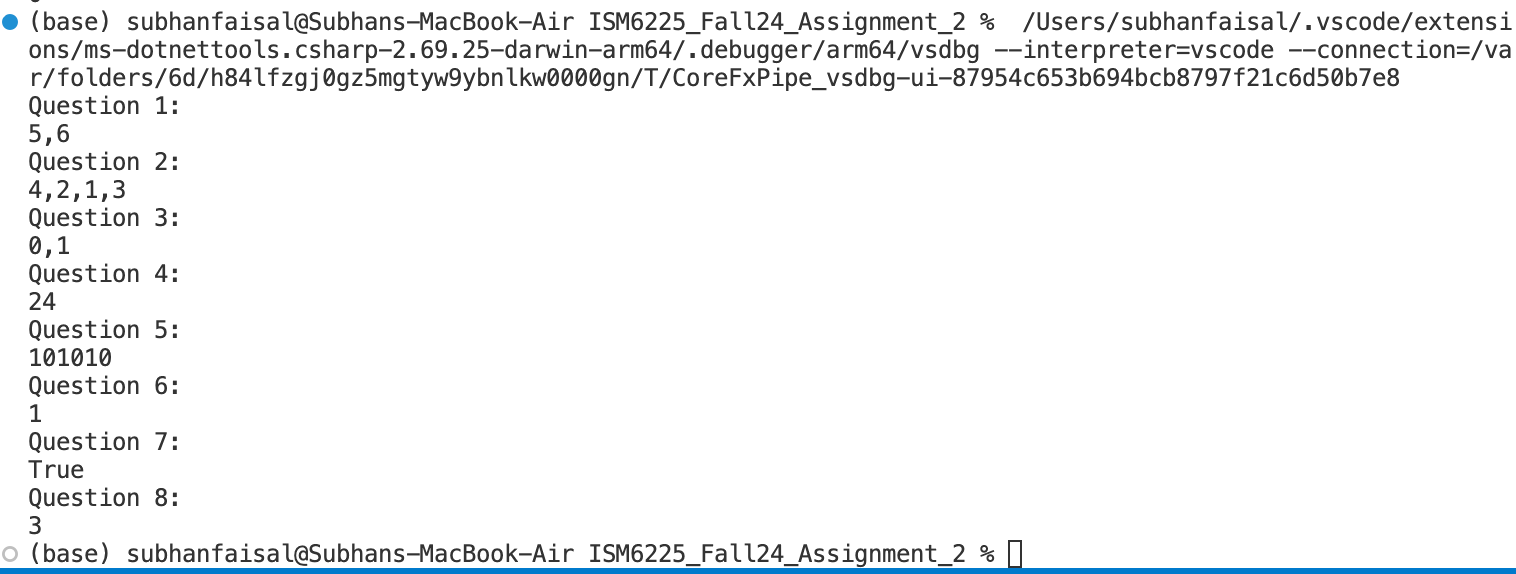 (base) subhanfaisal@Subhans-MacBook-Air ISM6225_Fall24_Assignment_2 %  /Users/subhanfaisal/.vscode/extensi
ons/ms-dotnettools.csharp-2.69.25-darwin-arm64/.debugger/arm64/vsdbg --interpreter=vscode --connection=/va
r/folders/6d/h84lfzgj0gz5mgtyw9ybnlkw0000gn/T/CoreFxPipe_vsdbg-ui-87954c653b694bcb8797f21c6d50b7e8
Question 1:
5,6
Question 2:
4,2,1,3
Question 3:
0,1
Question 4:
24
Question 5:
101010
Question 6:
1
Question 7:
True
Question 8:
3
(base) subhanfaisal@Subhans-MacBook-Air ISM6225_Fall24_Assignment_2 %